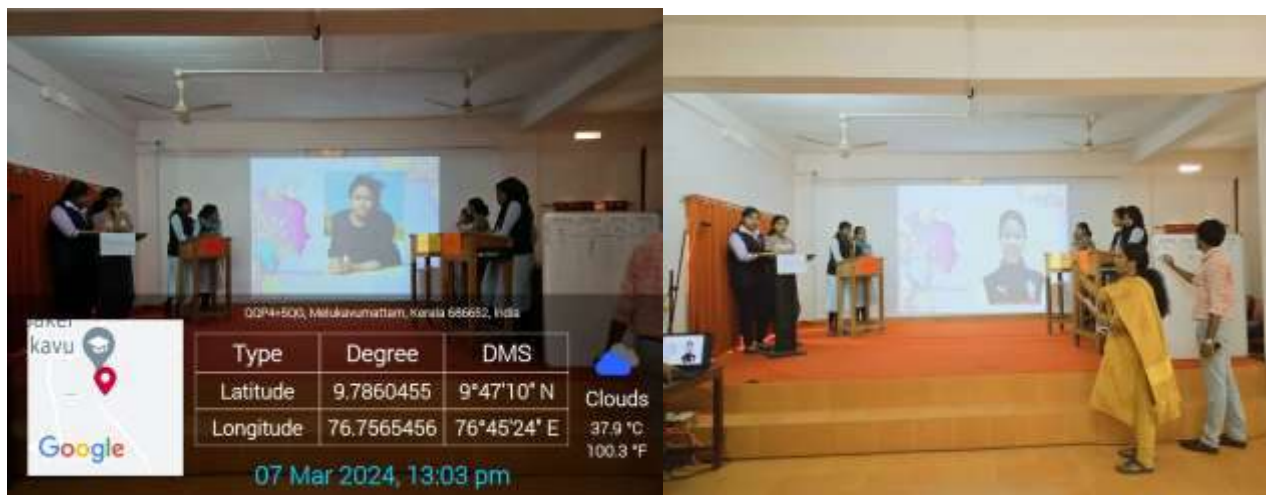 QQP4+5Q0, Melukavumattam, Kerala 686652, India
kavu
Google
Type Degree DMS
Latitude 9.7860455 9°47'10" N
Longitude 76.7565456 76°45'24" E
Clouds
37.9 °C
100.3 °F
07 Mar 2024, 13:03 pm